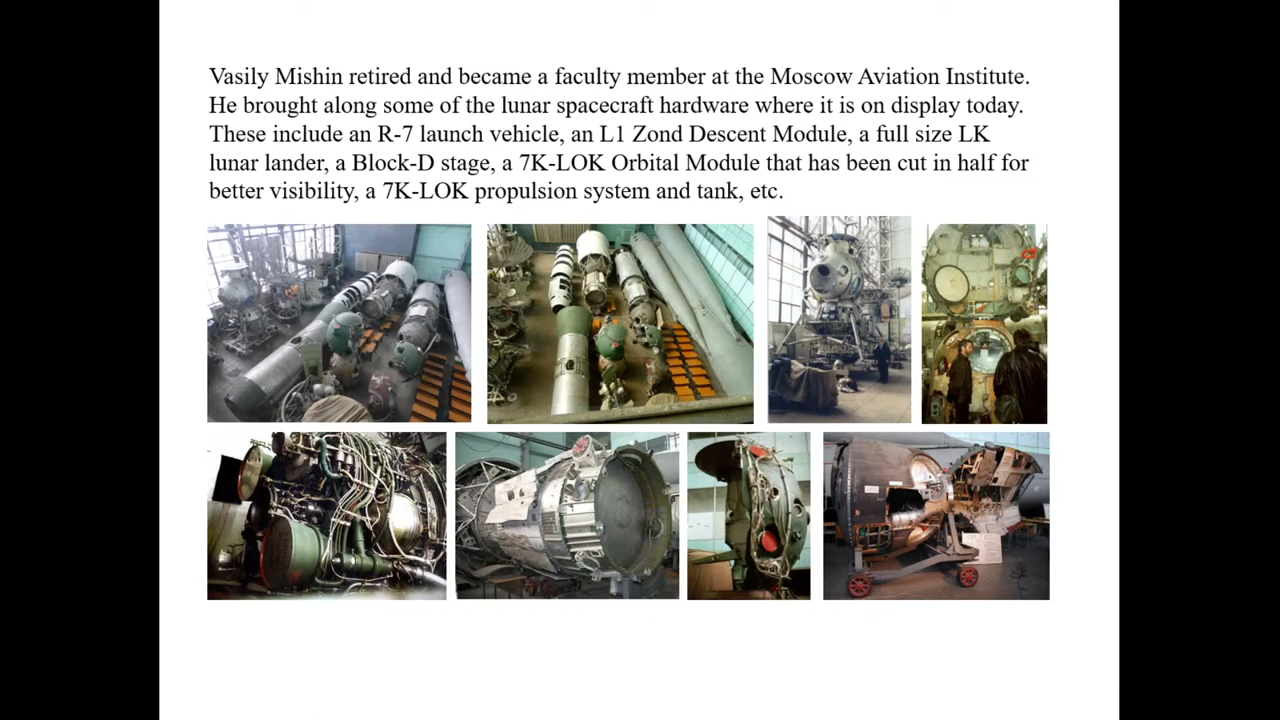 Vasily Mishin retired and became a faculty member at the Moscow Aviation Institute.
He brought along some of the lunar spacecraft hardware where it is on display today.
These include an R-7 launch vehicle, an L1 Zond Descent Module, a full size LK
lunar lander, a Block-D stage, a 7K-LOK Orbital Module that has been cut in half for
better visibility, a 7K-LOK propulsion system and tank, etc.